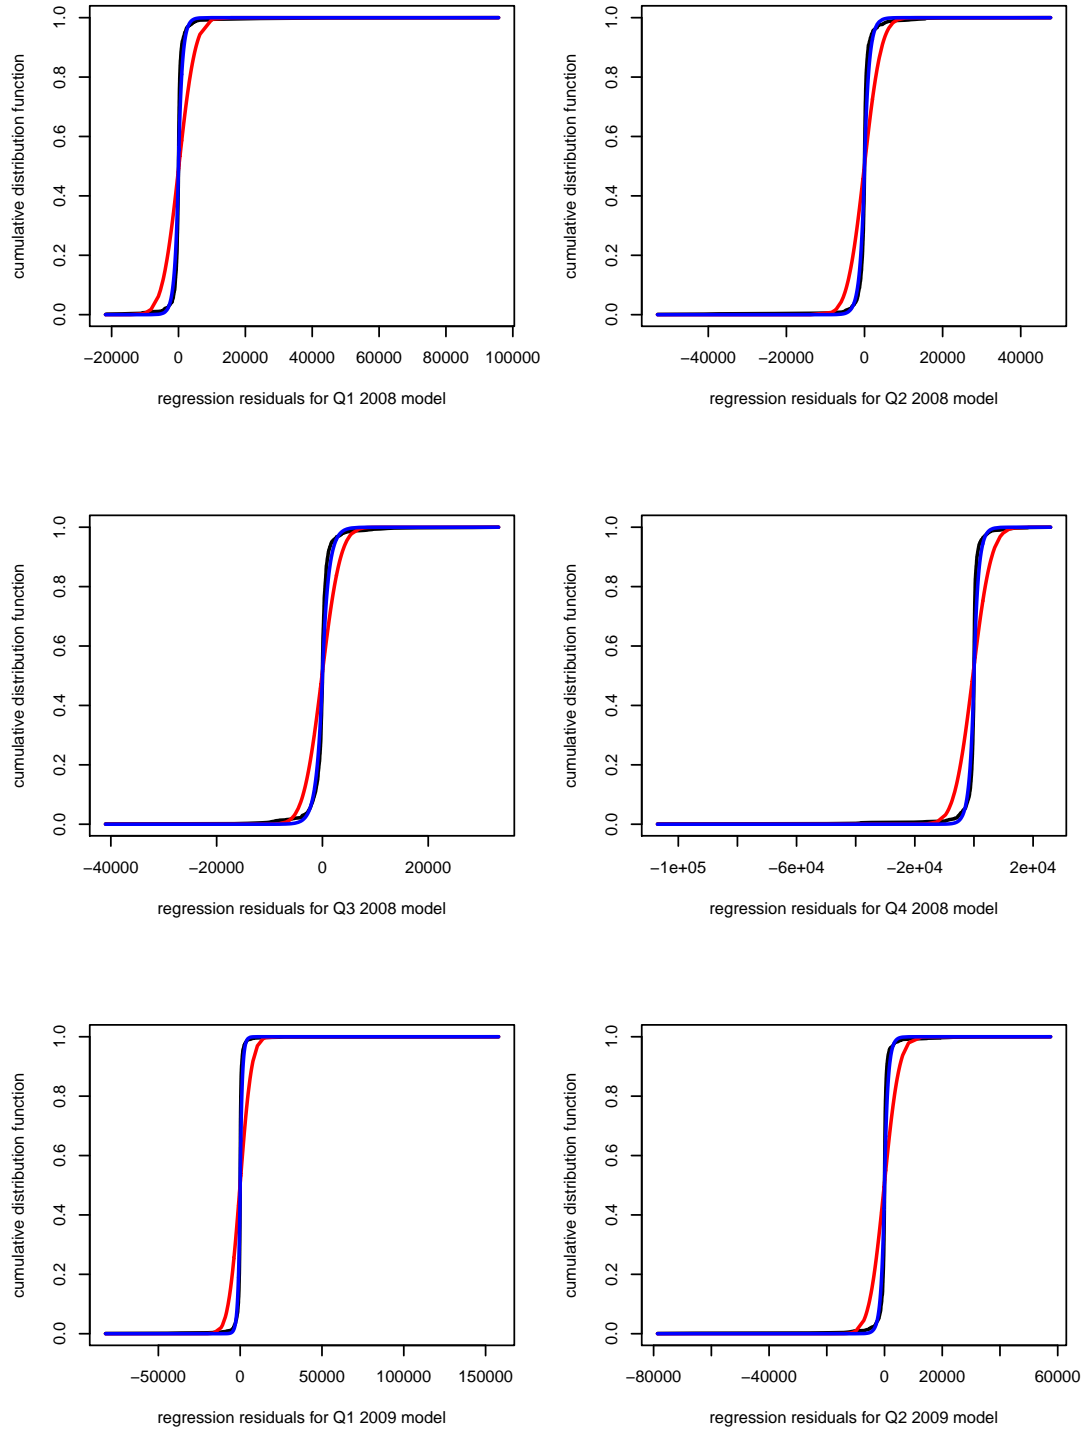 cumulative distribution function
0.0 0.2 0.4 0.6 0.8 1.0
−20000 0 20000 40000 60000 80000 100000
regression residuals for Q1 2008 model
cumulative distribution function
0.0 0.2 0.4 0.6 0.8 1.0
−40000 −20000 0 20000 40000
regression residuals for Q2 2008 model
cumulative distribution function
0.0 0.2 0.4 0.6 0.8 1.0
−40000 −20000 0 20000
regression residuals for Q3 2008 model
cumulative distribution function
0.0 0.2 0.4 0.6 0.8 1.0
−1e+05 −6e+04 −2e+04 2e+04
regression residuals for Q4 2008 model
cumulative distribution function
0.0 0.2 0.4 0.6 0.8 1.0
−50000 0 50000 100000 150000
regression residuals for Q1 2009 model
cumulative distribution function
0.0 0.2 0.4 0.6 0.8 1.0
−80000 −40000 0 20000 60000
regression residuals for Q2 2009 model